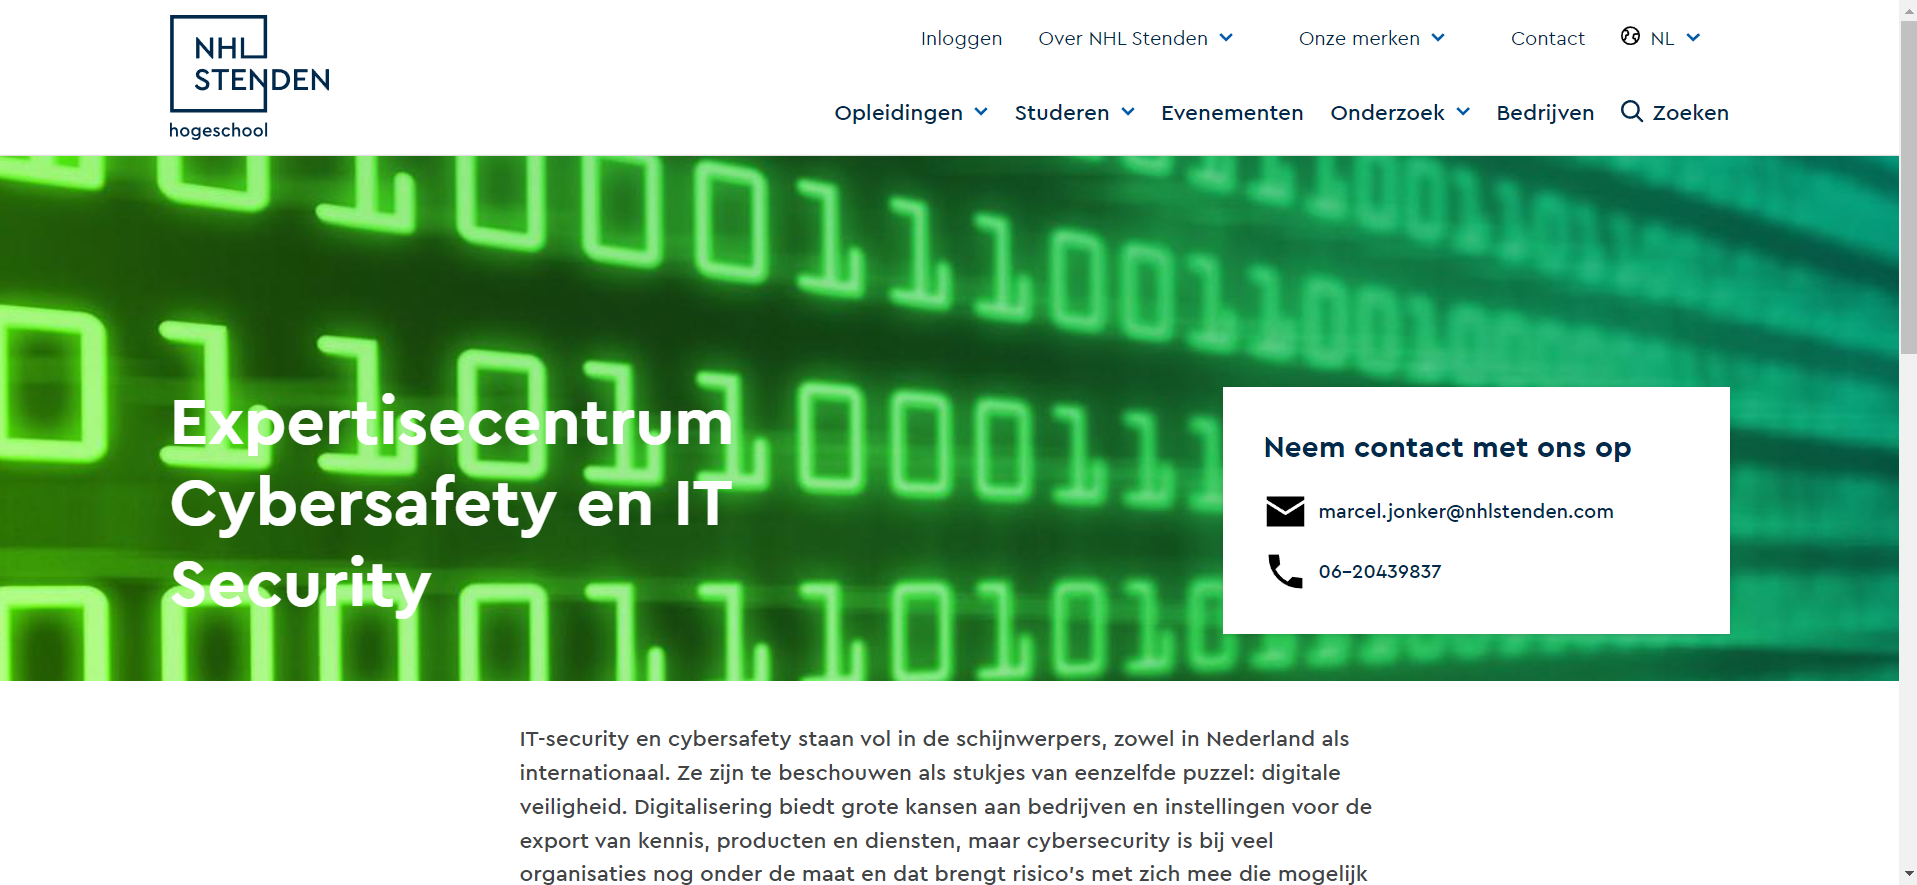 NHL
STENDEN
hogeschool
Inloggen Over NHL Stenden Onze merken Contact NL
Opleidingen Studeren Evenementen Onderzoek Bedrijven Zoeken
Expertisecentrum
Cybersafety en IT
Security
Neem contact met ons op
marcel.jonker@nhlstenden.com
06-20439837
IT-security en cybersafety staan vol in de schijnwerpers, zowel in Nederland als
internationaal. Ze zijn te beschouwen als stukjes van eenzelfde puzzel: digitale
veiligheid. Digitalisering biedt grote kansen aan bedrijven en instellingen voor de
export van kennis, producten en diensten, maar cybersecurity is bij veel
organisaties nog onder de maat en dat brengt risico's met zich mee die mogelijk